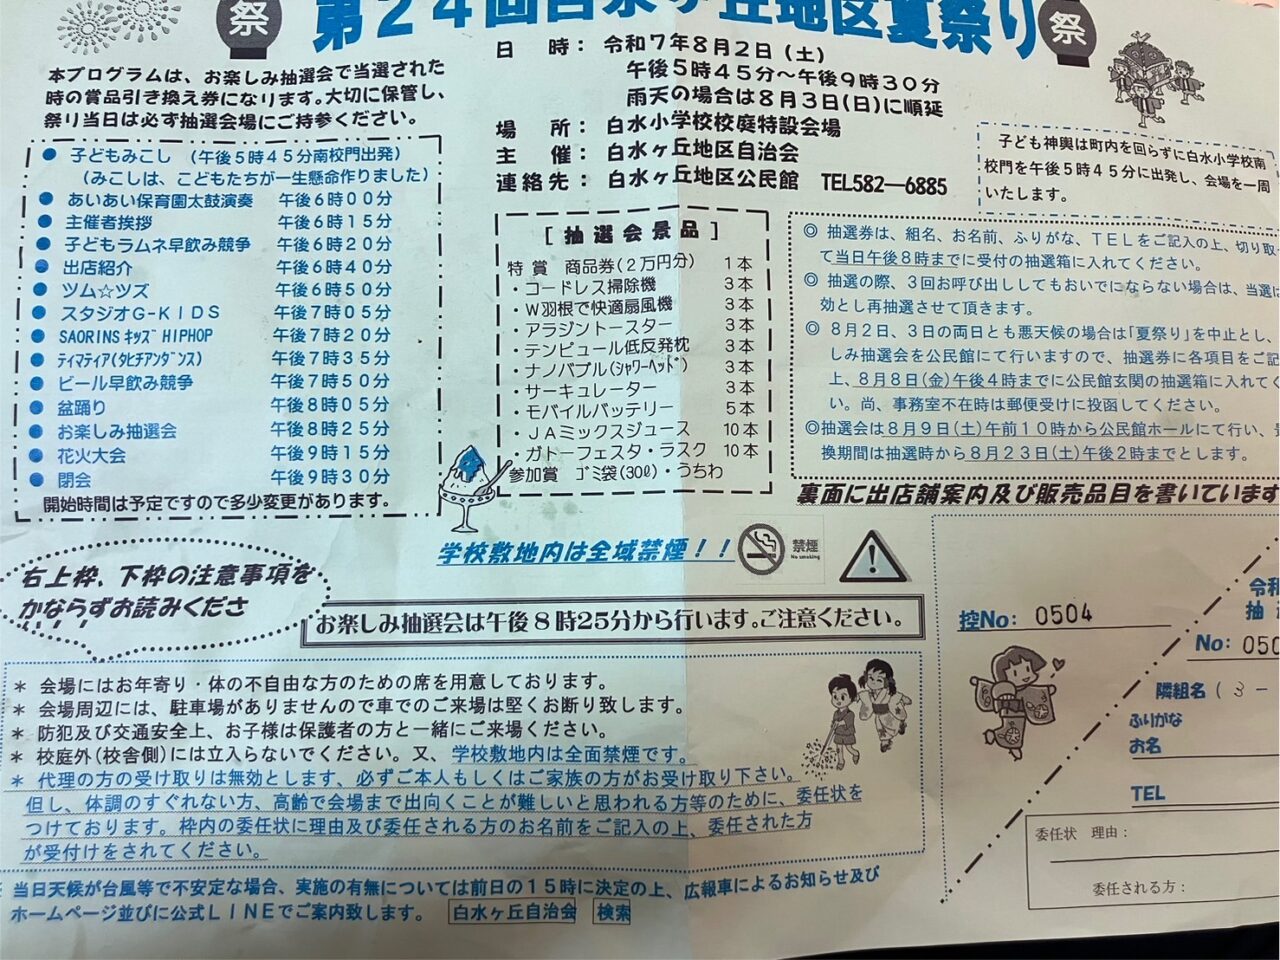 祭
第24回白水ヶ丘地区夏祭り
祭
日　時：令和7年8月2日（土）
午後5時45分～午後9時30分
雨天の場合は8月3日(日)に順延
場　所：白水小学校校庭特設会場
主　催：白水ヶ丘地区自治会
連絡先：白水ヶ丘地区公民館　TEL582―6885
本プログラムは、お楽しみ抽選会で当選された
時の賞品引き換え券になります。大切に保管し、
祭り当日は必ず抽選会場にご持参ください。
● 子どもみこし　(午後5時45分南校門出発)
（みこしは、こどもたちが一生懸命作りました）
● あいあい保育園太鼓演奏　午後6時00分
● 主催者挨拶　午後6時15分
● 子どもラムネ早飲み競争　午後6時20分
● 出店紹介　午後6時40分
● ツム☆ツズ　午後6時50分
● スタジオG-KIDS　午後7時05分
● SAORINS ｷｯｽﾞ HIPHOP　午後7時20分
● ﾃｨﾏﾃｨｱ(ﾀﾋﾁｱﾝﾀﾞﾝｽ)　午後7時35分
● ビール早飲み競争　午後7時50分
● 盆踊り　午後8時05分
● お楽しみ抽選会　午後8時25分
● 花火大会　午後9時15分
● 閉会　午後9時30分
開始時間は予定ですので多少変更があります。
[ 抽選会景品 ]
特賞　商品券(2万円分)　1本
・コードレス掃除機　3本
・W羽根で快適扇風機　3本
・アラジントースター　3本
・テンピュール低反発枕　3本
・ナノバブル(ｼｬﾜｰﾍｯﾄﾞ)　3本
・サーキュレーター　3本
・モバイルバッテリー　5本
・JAミックスジュース　10本
・ガトーフェスタ・ラスク　10本
参加賞　ゴミ袋(30ℓ)・うちわ
子ども神輿は町内を回らずに白水小学校南
校門を午後5時45分に出発し、会場を一周
いたします。
◎ 抽選券は、組名、お名前、ふりがな、TELをご記入の上、切り取
て当日午後8時までに受付の抽選箱に入れてください。
◎ 抽選の際、3回お呼びしてもおいでにならない場合は、当選は
効とし再抽選させて頂きます。
◎ 8月2日、3日の両日とも悪天候の場合は「夏祭り」を中止とし、
しみ抽選会を公民館にて行いますので、抽選券に各項目をご記
上、8月8日(金)午後4時までに公民館玄関の抽選箱に入れてく
い。尚、事務室不在時は郵便受けに投函してください。
◎抽選会は8月9日(土)午前10時から公民館ホールにて行い、
換期間は抽選時から8月23日(土)午後2時までとします。
裏面に出店舗案内及び販売品目を書いています
学校敷地内は全域禁煙！！
禁煙
No smoking
右上枠、下枠の注意事項を
かならずお読みくださ
お楽しみ抽選会は午後8時25分から行います。ご注意ください。
＊ 会場にはお年寄り・体の不自由な方のための席を用意しております。
＊ 会場周辺には、駐車場がありませんので車でのご来場は堅くお断り致します。
＊ 防犯及び交通安全上、お子様は保護者の方と一緒にご来場ください。
＊ 校庭外(校舎側)には立入らないでください。又、学校敷地内は全面禁煙です。
＊ 代理の方の受け取りは無効とします、必ずご本人もしくはご家族の方がお受け取り下さい。
但し、体調のすぐれない方、高齢で会場まで出向くことが難しいと思われる方等のために、委任状を
つけております。枠内の委任状に理由及び委任される方のお名前をご記入の上、委任された方
が受付けをされてください。
当日天候が台風等で不安定な場合、実施の有無については前日の15時に決定の上、広報車によるお知らせ及び
ホームページ並びに公式LINEでご案内致します。　白水ヶ丘自治会　検索
控No: 0504
令和
抽
No: 050
隣組名(3-
ふりがな
お名
TEL
委任状　理由：
委任される方：